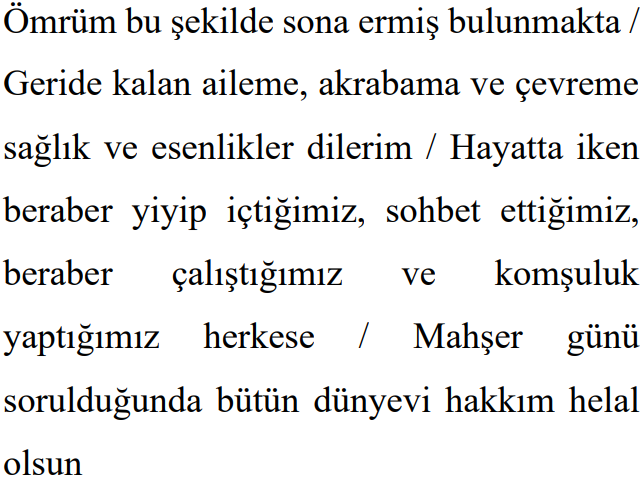 Ömrüm bu şekilde sona ermiş bulunmakta /
Geride kalan aileme, akrabama ve çevreme
sağlık ve esenlikler dilerim / Hayatta iken
beraber yiyip içtiğimiz, sohbet ettiğimiz,
beraber çalıştığımız ve komşuluk
yaptığımız herkese / Mahşer günü
sorulduğunda bütün dünyevi hakkım helal
olsun